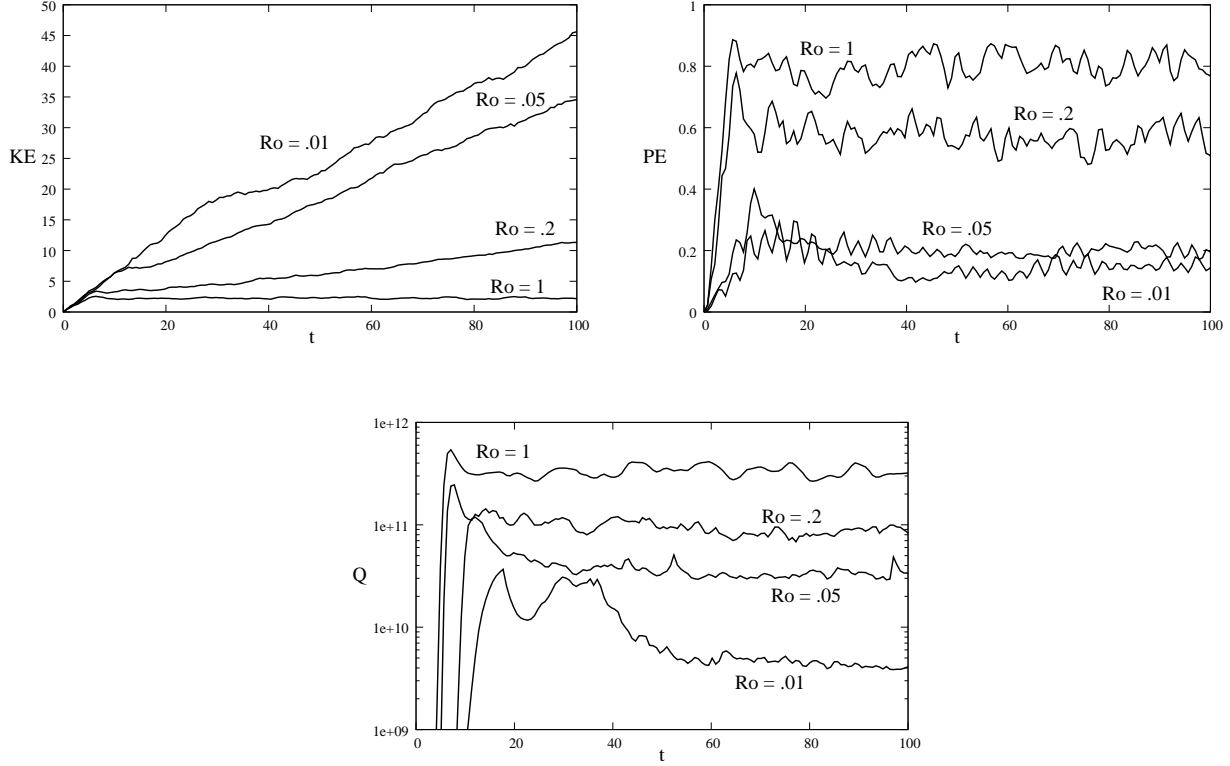 50
45
40
35
30
25
20
15
10
5
0
KE
Ro = .01
Ro = .05
Ro = .2
Ro = 1
0
20
40
60
80
100
t
1
0.8
0.6
0.4
0.2
0
PE
Ro = 1
Ro = .2
Ro = .05
Ro = .01
0
20
40
60
80
100
t
1e+12
1e+11
1e+10
1e+09
Q
Ro = 1
Ro = .2
Ro = .05
Ro = .01
0
20
40
60
80
100
t